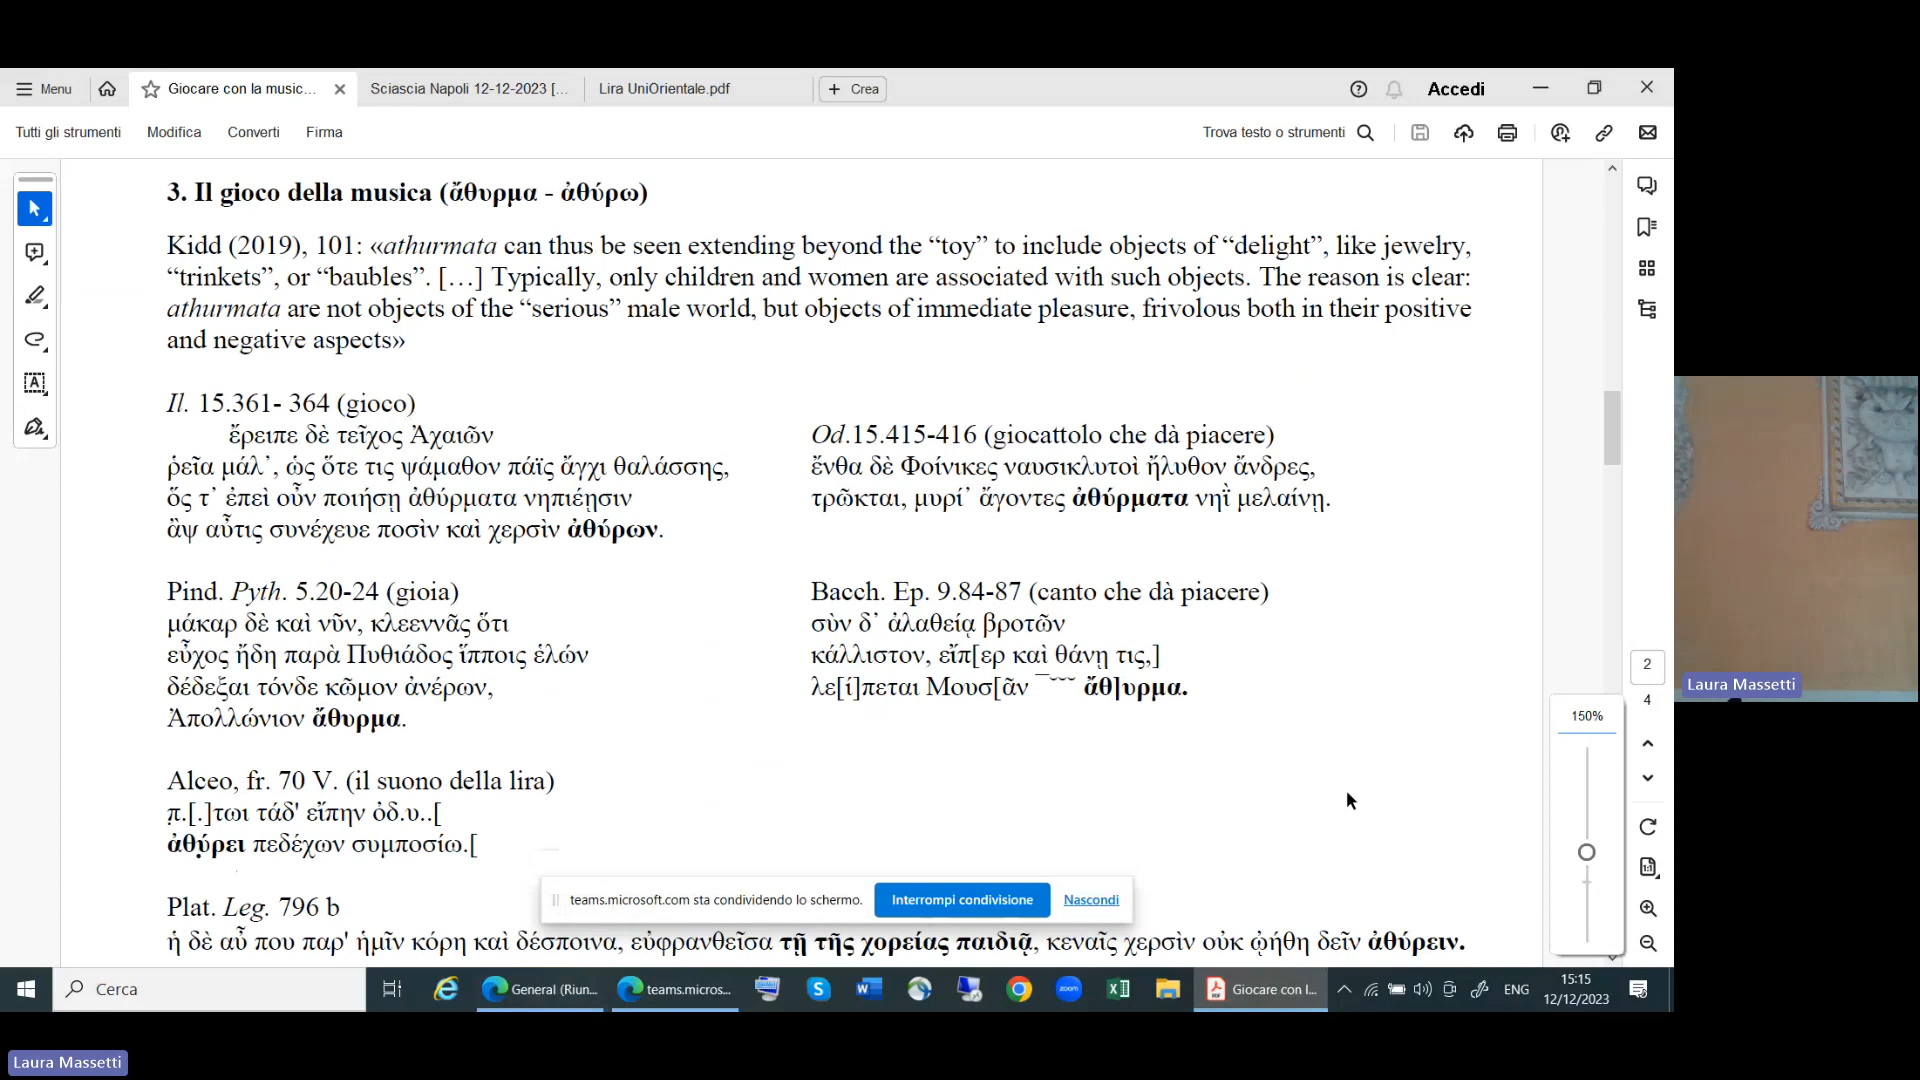 Menu
Giocare con la music...
Sciascia Napoli 12-12-2023 [...
Lira UniOrientale.pdf
+ Crea
Accedi
Tutti gli strumenti
Modifica
Converti
Firma
Trova testo o strumenti
3. Il gioco della musica (ἄθυρμα - ἀθύρω)
Kidd (2019), 101: «athurmata can thus be seen extending beyond the “toy” to include objects of “delight”, like jewelry,
“trinkets”, or “baubles”. […] Typically, only children and women are associated with such objects. The reason is clear:
athurmata are not objects of the “serious” male world, but objects of immediate pleasure, frivolous both in their positive
and negative aspects»
Il. 15.361- 364 (gioco)
ἔρειπε δὲ τεῖχος Ἀχαιῶν
ῥεῖα μάλ᾽, ὡς ὅτε τις ψάμαθον πάϊς ἄγχι θαλάσσης,
ὅς τ᾽ ἐπεὶ οὖν ποιήσῃ ἀθύρματα νηπιέῃσιν
ἂψ αὖτις συνέχευε ποσὶν καὶ χερσὶν ἀθύρων.
Od.15.415-416 (giocattolo che dà piacere)
ἔνθα δὲ Φοίνικες ναυσικλυτοὶ ἤλυθον ἄνδρες,
τρῶκται, μυρί᾽ ἄγοντες ἀθύρματα νηῒ μελαίνῃ.
Pind. Pyth. 5.20-24 (gioia)
μάκαρ δὲ καὶ νῦν, κλεεννᾶς ὅτι
εὖχος ἤδη παρὰ Πυθιάδος ἵπποις ἑλών
δέδεξαι τόνδε κῶμον ἀνέρων,
Ἀπολλώνιον ἄθυρμα.
Bacch. Ep. 9.84-87 (canto che dà piacere)
σὺν δ᾽ ἀλαθείᾳ βροτῶν
κάλλιστον, εἴπ[ερ καὶ θάνῃ τις,]
λε[ί]πεται Μουσ[ᾶν ¯˘˘˘ ἄθ]υρμα.
Alceo, fr. 70 V. (il suono della lira)
π̣.[.]τωι τάδ' εἴπην ὀδ.υ..[
ἀθύ̣ρει πεδέχων συμποσίω.[
Plat. Leg. 796 b
ἡ δὲ αὖ που παρ' ἡμῖν κόρη καὶ δέσποινα, εὐφρανθεῖσα τῇ τῆς χορείας παιδιᾷ, κεναῖς χερσὶν οὐκ ᾠήθη δεῖν ἀθύρειν.
2
4
150%
teams.microsoft.com sta condividendo lo schermo.
Interrompi condivisione
Nascondi
Laura Massetti
Cerca
General (Riun...
teams.micros...
Giocare con l...
ENG
15:15
12/12/2023
Laura Massetti